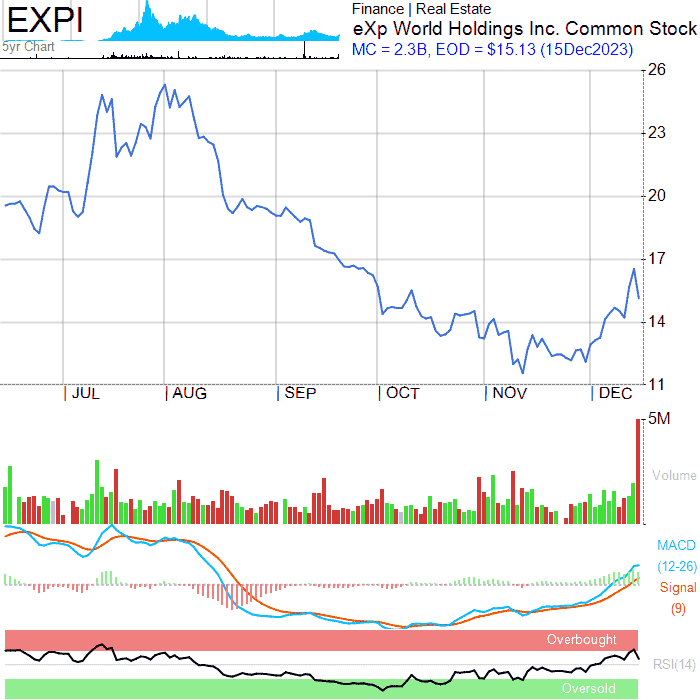 EXPI
5yr Chart
Finance | Real Estate
eXp World Holdings Inc. Common Stock
MC = 2.3B, EOD = $15.13 (15Dec2023)
26
23
20
17
14
11
JUL
AUG
SEP
OCT
NOV
DEC
5M
Volume
MACD
(12-26)
Signal
(9)
Overbought
RSI(14)
Oversold